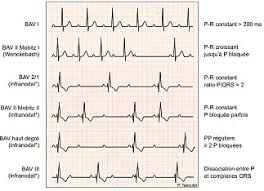 BAV I
P-R constant > 200 ms
BAV II Mobitz I
(Wenckebach)
P-R croissant
jusqu'à P bloquée
BAV 2/1
(infranodal*)
P-R constant
ratio P/QRS = 2
BAV II Mobitz II
(infranodal*)
P-R constant
P bloquée parfois
BAV haut degré
(infranodal*)
PP réguliers
≥ 2 P bloquées
BAV III
(infranodal*)
Dissociation entre P
et complexes QRS
P. Taboulet